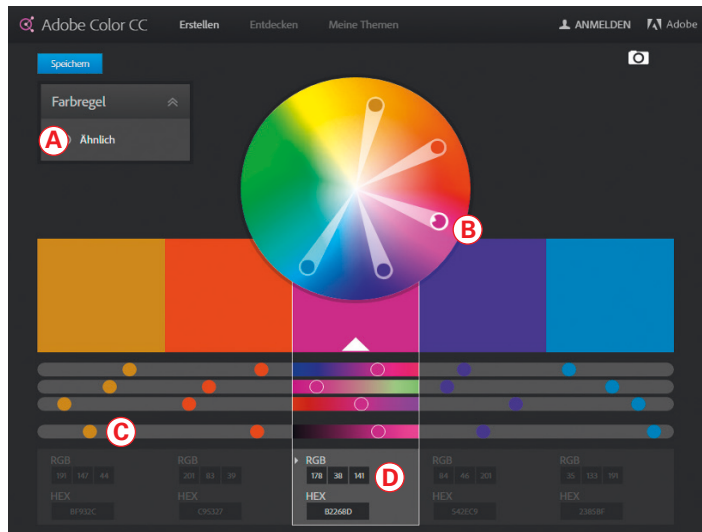 Adobe Color CC Erstellen Entdecken Meine Themen ANMELDEN Adobe
Speichern
Farbregel
A Ähnlich
B
C
RGB RGB RGB D RGB RGB
191 147 44 201 83 39 178 38 141 84 46 201 35 133 191
HEX HEX HEX HEX HEX
BF932C C95327 B2268D 542EC9 2385BF